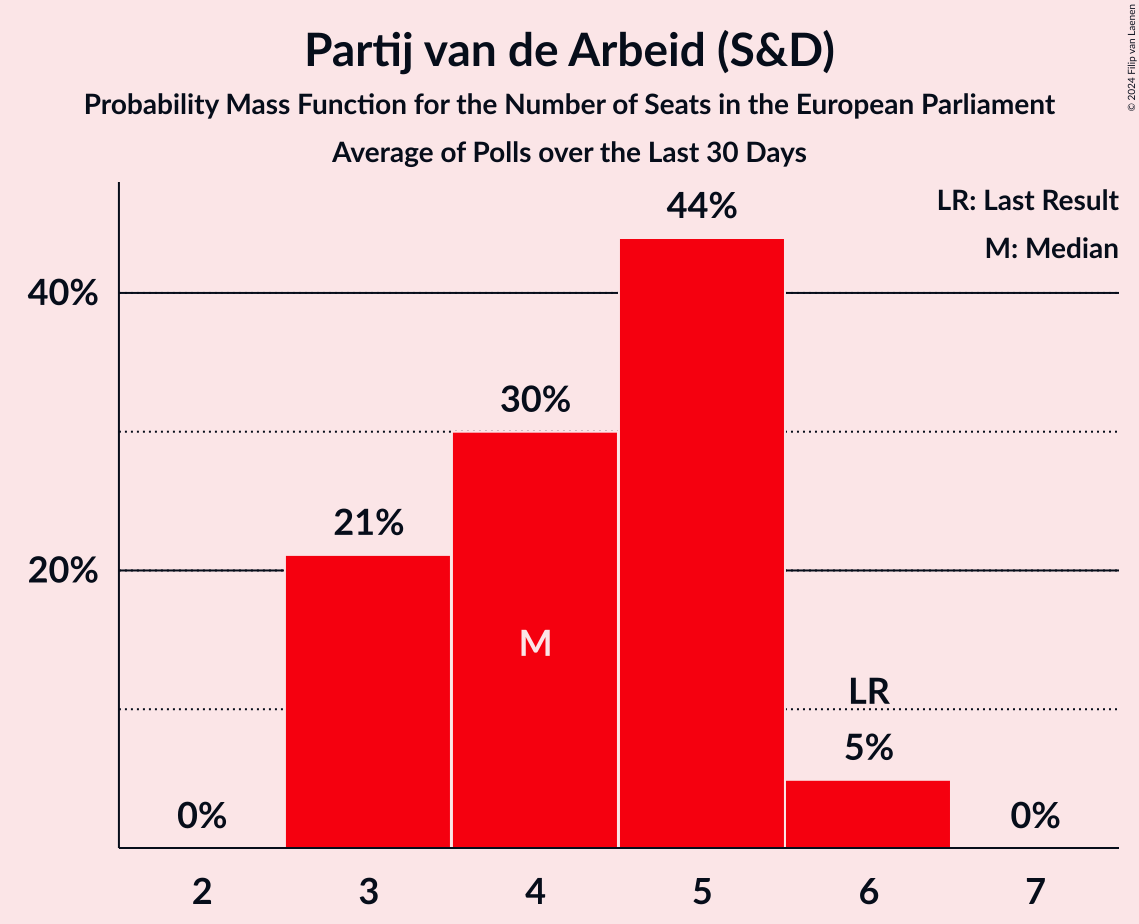 Partij van de Arbeid (S&D)
Probability Mass Function for the Number of Seats in the European Parliament
Average of Polls over the Last 30 Days
© 2024 Filip van Laenen
LR: Last Result
M: Median
44%
40%
30%
21%
20%
M
LR
5%
0%
0%
2 3 4 5 6 7